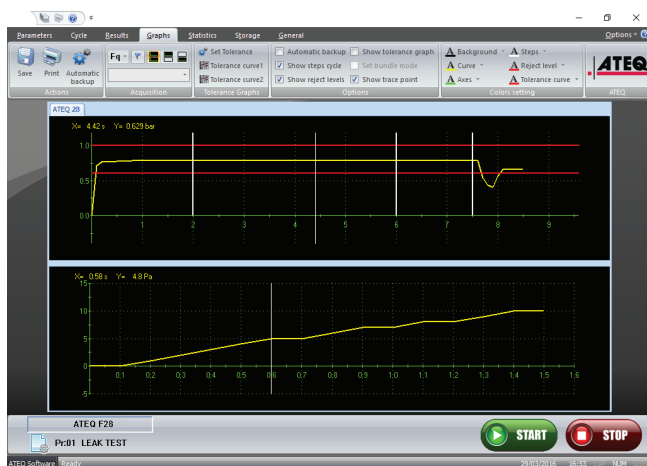 Parameters Cycle Results Graphs Statistics Storage General Options
Fq Set Tolerance Automatic backup Show tolerance graph A Background A Steps
Tolerance curve1 Show steps cycle Set bundle mode A Curve A Reject level ATEQ
Save Print Automatic backup Tolerance curve2 Show reject levels Show trace point A Axes A Tolerance curve
Actions Acquisition Tolerance Graphs Options Colors setting ATEQ
ATEQ 28
X= 4.42 s Y= 0.629 bar
1.0
0.5
0.0
1 2 3 4 5 6 7 8 9
X= 0.58 s Y= 4.8 Pa
15
10
5
0
0;1 0;2 0;3 0;4 0;5 0;6 0;7 0;8 0;9 1;0 1;1 1;2 1;3 1;4 1;5 1;6
-5
ATEQ F28
Pr:01 LEAK TEST
START STOP
ATEQ Software Ready 29/03/2016 16:53 NUM